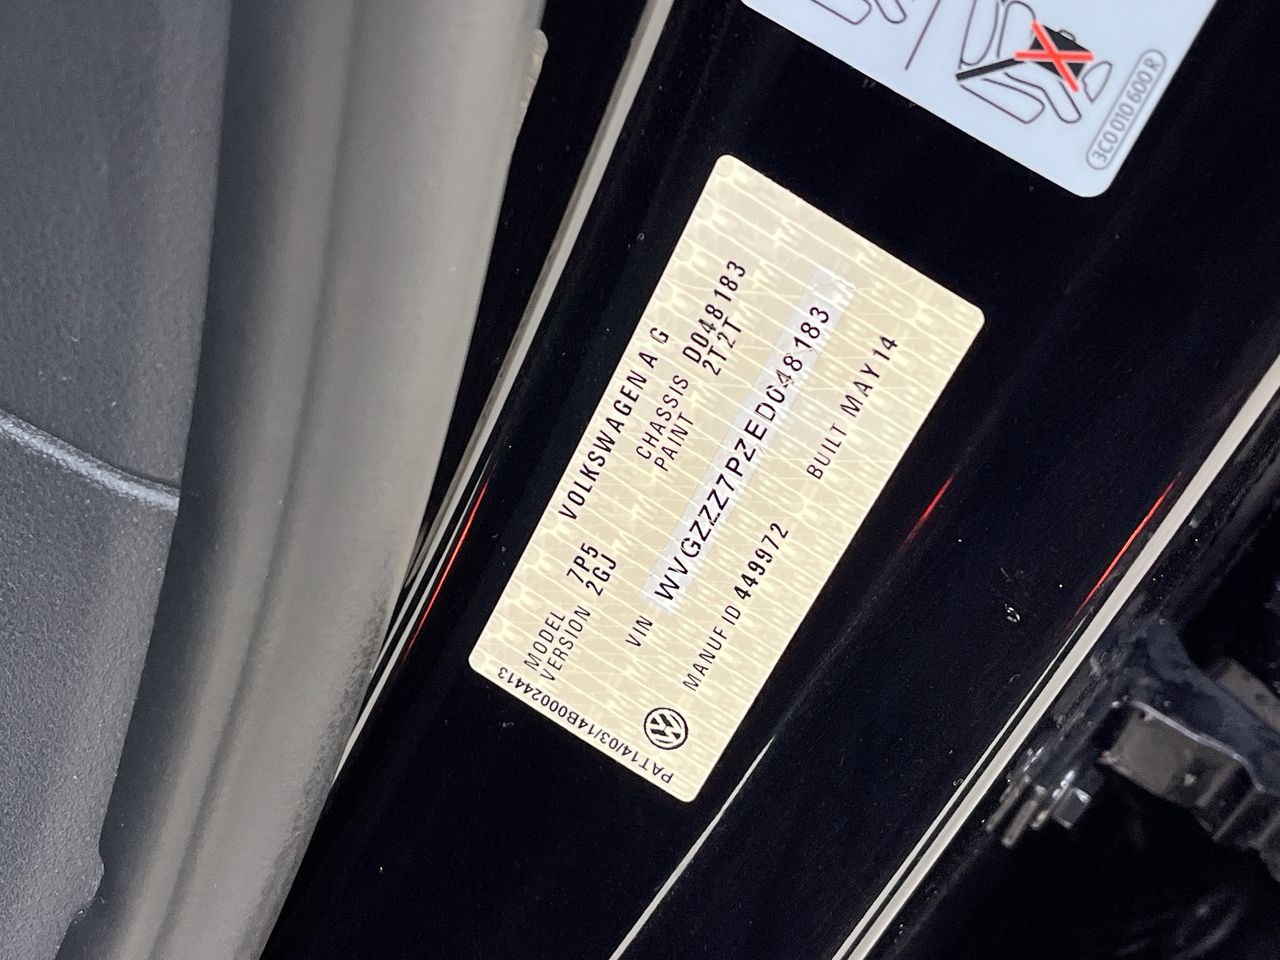 3C0 010 600 R
VOLKSWAGEN A G
MODEL 7P5 CHASSIS D048183
VERSION 2GJ PAINT 2T2T
VIN WVGZZZ7PZED048183
MANUF ID 449972 BUILT MAY14
PAT14/03/14B00024413